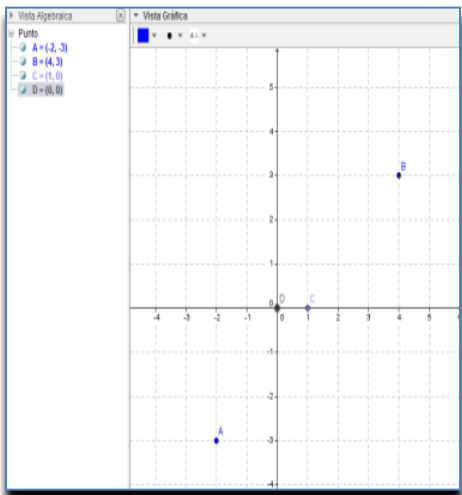 Vista Algebraica
Vista Gráfica
Punto
A = (-2, -3)
B = (4, 3)
C = (1, 0)
D = (0, 0)
5
4
B
3
2
1
0 D C
-4 -3 -2 -1 0 1 2 3 4 5
-1
-2
A
-3
-4